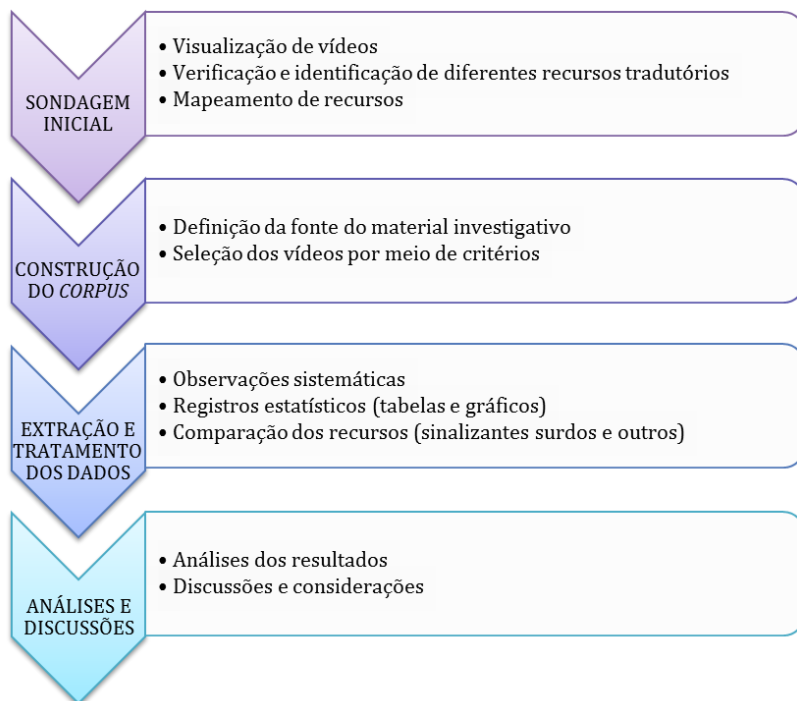 SONDAGEM
INICIAL
• Visualização de vídeos
• Verificação e identificação de diferentes recursos tradutórios
• Mapeamento de recursos
CONSTRUÇÃO
DO CORPUS
• Definição da fonte do material investigativo
• Seleção dos vídeos por meio de critérios
EXTRAÇÃO E
TRATAMENTO
DOS DADOS
• Observações sistemáticas
• Registros estatísticos (tabelas e gráficos)
• Comparação dos recursos (sinalizantes surdos e outros)
ANÁLISES E
DISCUSSÕES
• Análises dos resultados
• Discussões e considerações